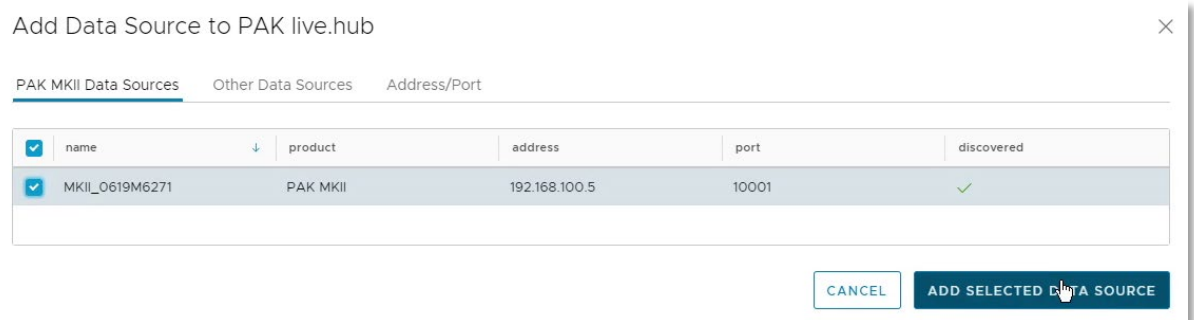 Add Data Source to PAK live.hub
PAK MKII Data Sources Other Data Sources Address/Port
name product address port discovered
MKII_0619M6271 PAK MKII 192.168.100.5 10001
CANCEL ADD SELECTED DATA SOURCE